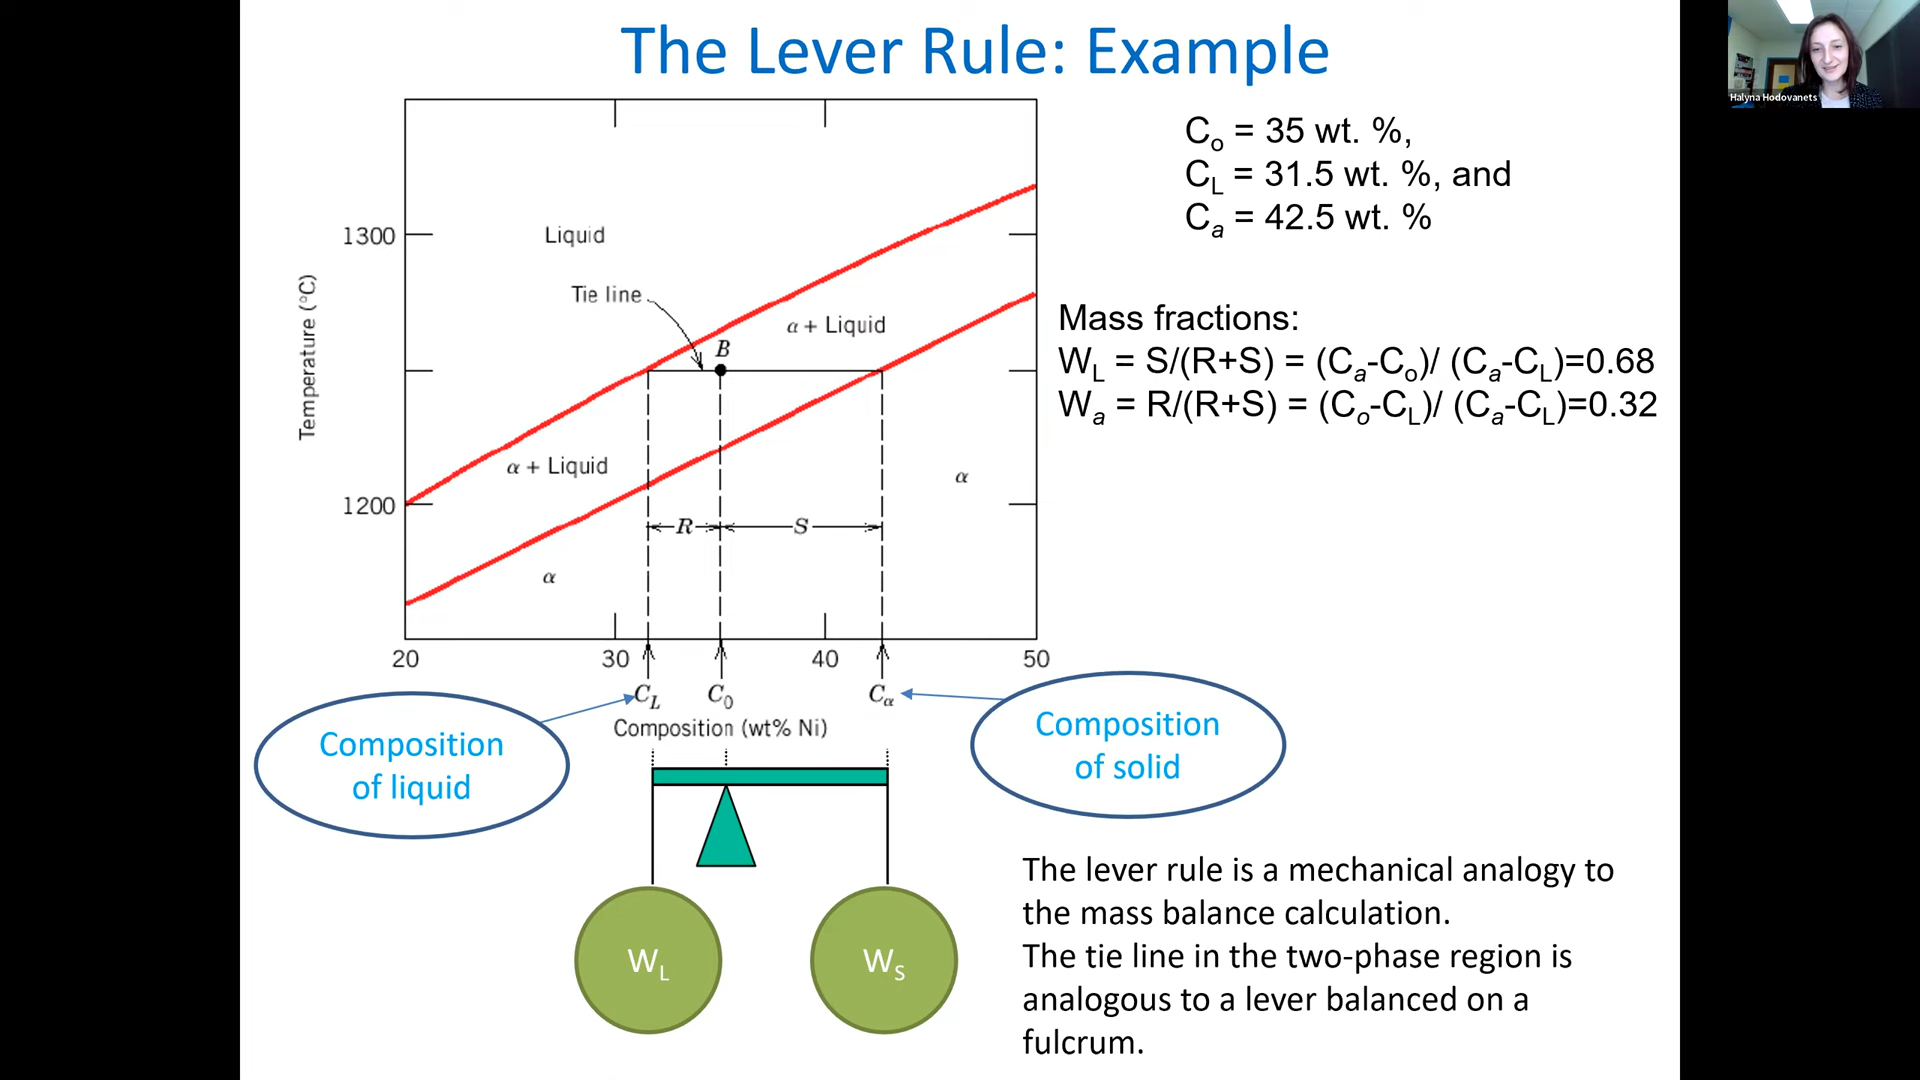 The Lever Rule: Example
Halyna Hodovanets
C_o = 35 wt. %,
C_L = 31.5 wt. %, and
C_a = 42.5 wt. %
1300
Liquid
Tie line
B
α + Liquid
Temperature (°C)
Mass fractions:
W_L = S/(R+S) = (C_a-C_o)/ (C_a-C_L)=0.68
W_a = R/(R+S) = (C_o-C_L)/ (C_a-C_L)=0.32
α + Liquid
α
1200
R
S
α
20
30
40
50
C_L
C_0
C_α
Composition (wt% Ni)
Composition
of liquid
Composition
of solid
W_L
W_S
The lever rule is a mechanical analogy to
the mass balance calculation.
The tie line in the two-phase region is
analogous to a lever balanced on a
fulcrum.